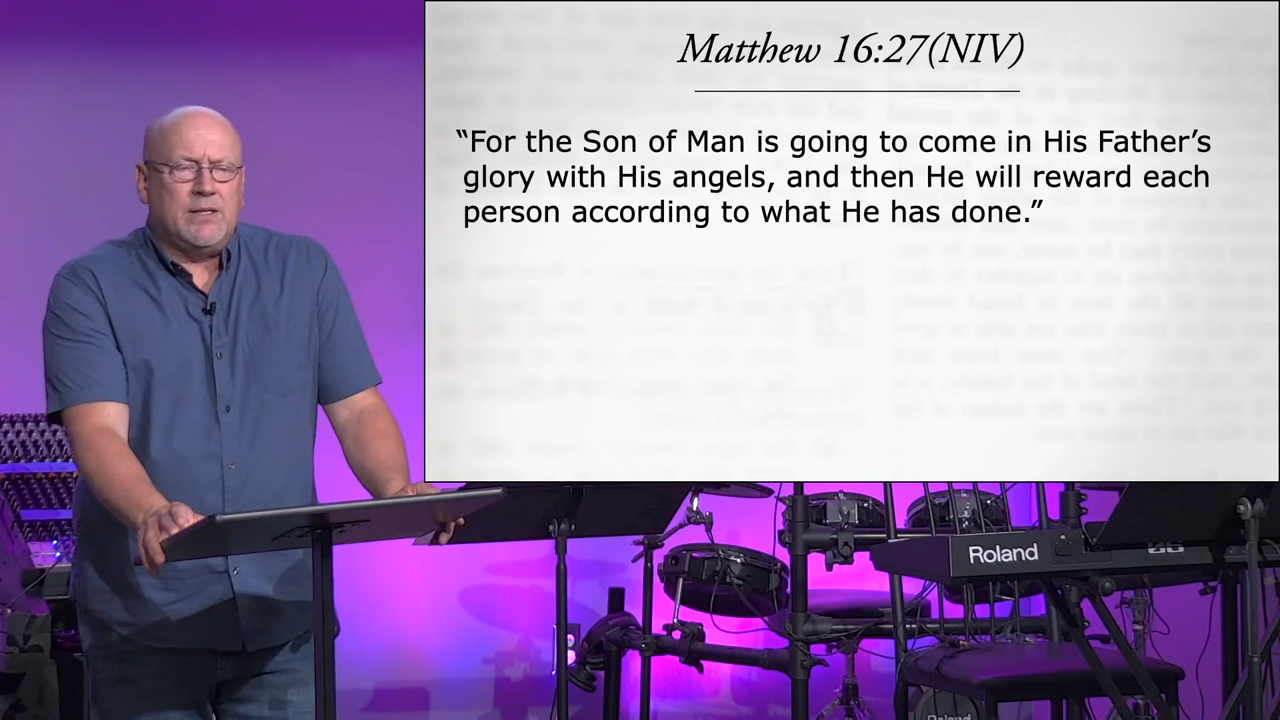 Matthew 16:27(NIV)
“For the Son of Man is going to come in His Father’s
glory with His angels, and then He will reward each
person according to what He has done.”
Roland
Roland